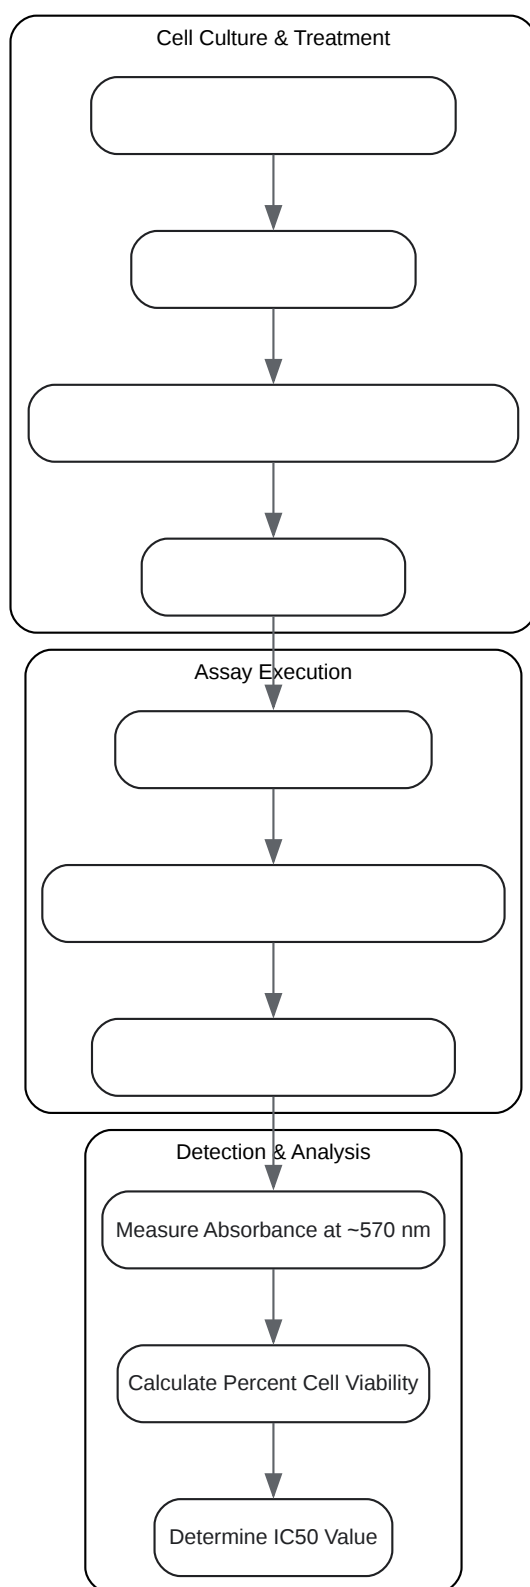 Cell Culture & Treatment
Assay Execution
Detection & Analysis
Measure Absorbance at ~570 nm
Calculate Percent Cell Viability
Determine IC50 Value